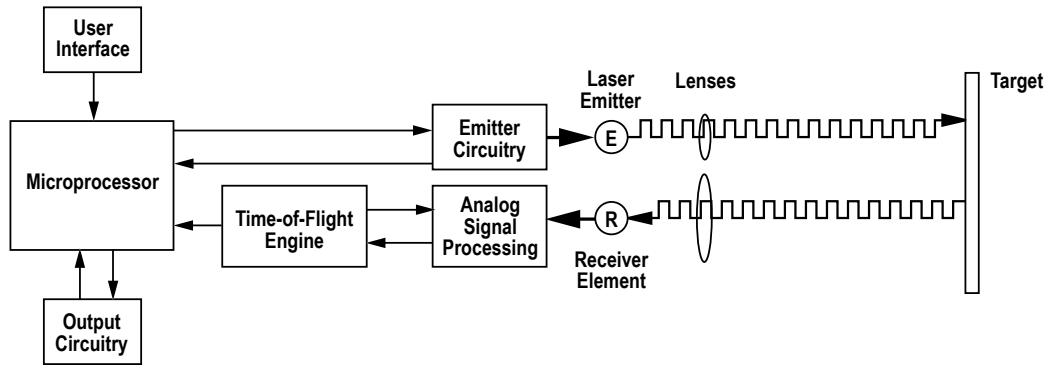 User
Interface
Laser
Emitter
Lenses
Target
Emitter
Circuitry
E
Microprocessor
Time-of-Flight
Engine
Analog
Signal
Processing
R
Receiver
Element
Output
Circuitry